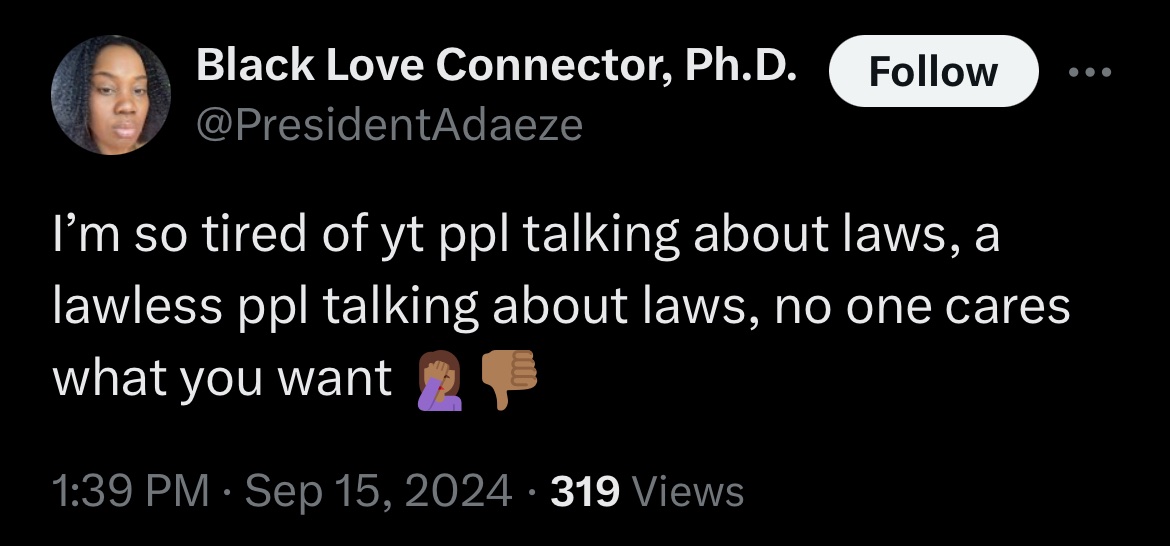 Black Love Connector, Ph.D.
Follow
@PresidentAdaeze
I’m so tired of yt ppl talking about laws, a
lawless ppl talking about laws, no one cares
what you want 🤦🏾‍♀️👎🏾
1:39 PM · Sep 15, 2024 · 319 Views